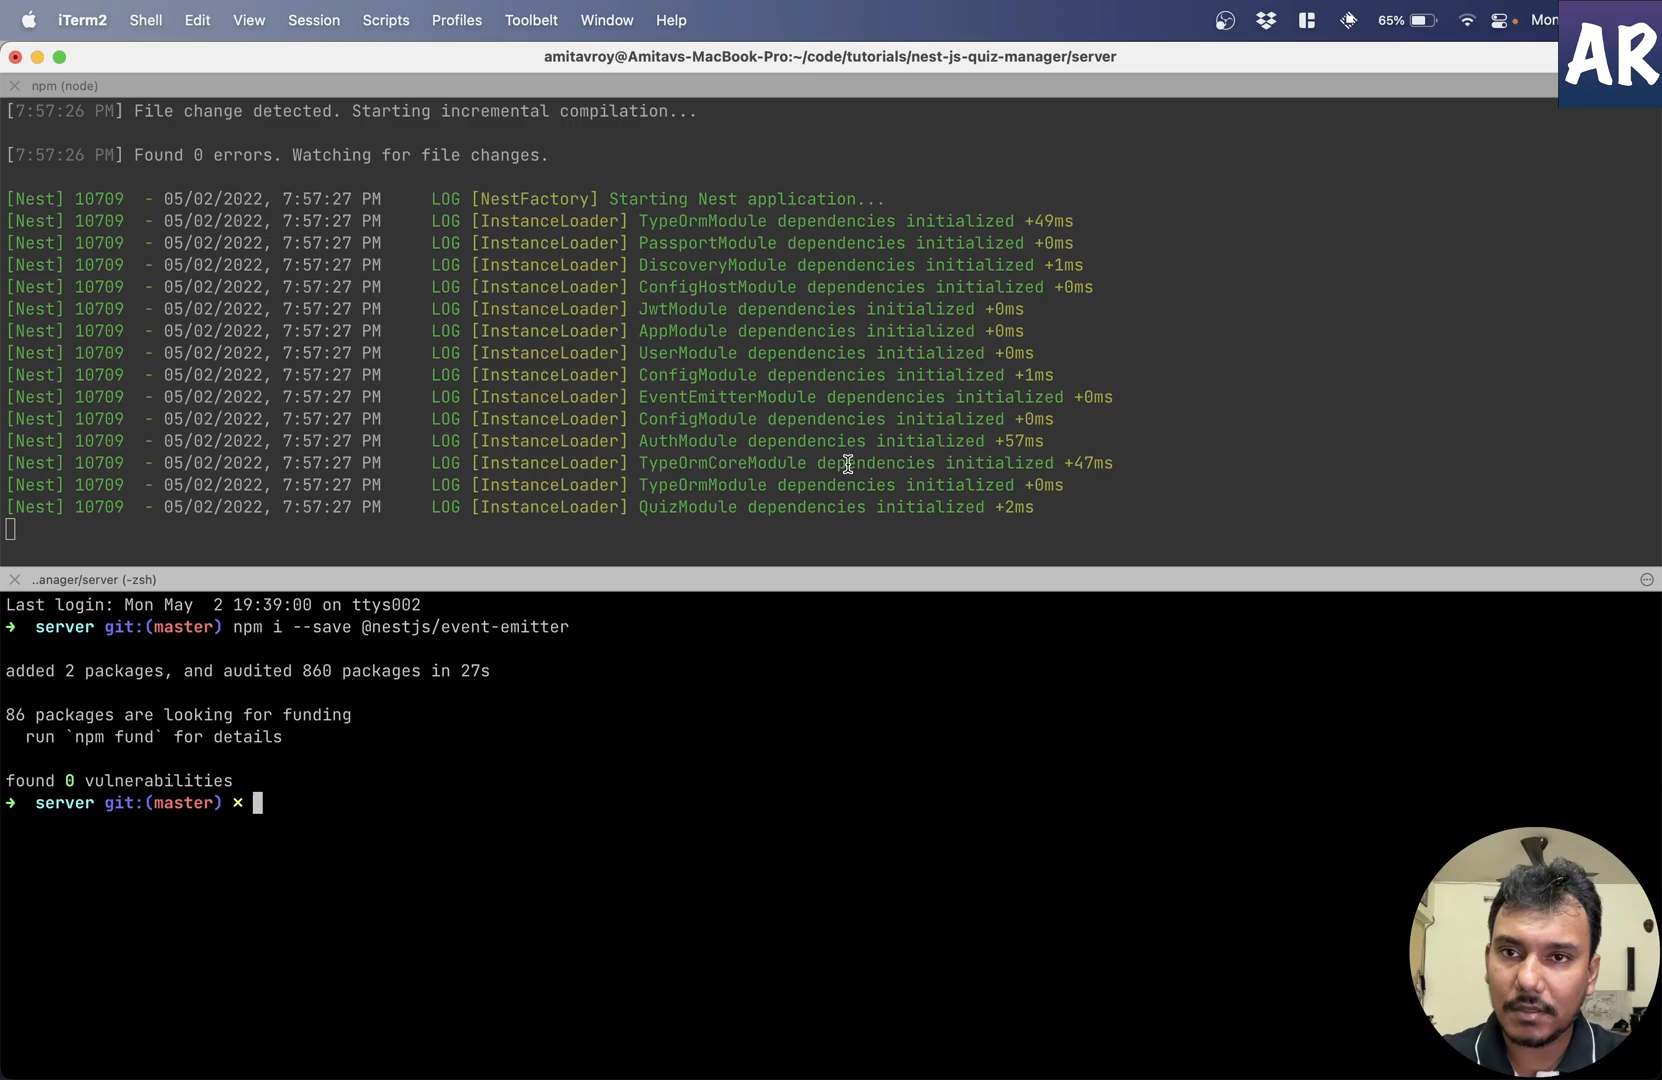 iTerm2 Shell Edit View Session Scripts Profiles Toolbelt Window Help 65% Mon
AR
amitavroy@Amitavs-MacBook-Pro:~/code/tutorials/nest-js-quiz-manager/server
npm (node)
[7:57:26 PM] File change detected. Starting incremental compilation...
[7:57:26 PM] Found 0 errors. Watching for file changes.
[Nest] 10709  - 05/02/2022, 7:57:27 PM     LOG [NestFactory] Starting Nest application...
[Nest] 10709  - 05/02/2022, 7:57:27 PM     LOG [InstanceLoader] TypeOrmModule dependencies initialized +49ms
[Nest] 10709  - 05/02/2022, 7:57:27 PM     LOG [InstanceLoader] PassportModule dependencies initialized +0ms
[Nest] 10709  - 05/02/2022, 7:57:27 PM     LOG [InstanceLoader] DiscoveryModule dependencies initialized +1ms
[Nest] 10709  - 05/02/2022, 7:57:27 PM     LOG [InstanceLoader] ConfigHostModule dependencies initialized +0ms
[Nest] 10709  - 05/02/2022, 7:57:27 PM     LOG [InstanceLoader] JwtModule dependencies initialized +0ms
[Nest] 10709  - 05/02/2022, 7:57:27 PM     LOG [InstanceLoader] AppModule dependencies initialized +0ms
[Nest] 10709  - 05/02/2022, 7:57:27 PM     LOG [InstanceLoader] UserModule dependencies initialized +0ms
[Nest] 10709  - 05/02/2022, 7:57:27 PM     LOG [InstanceLoader] ConfigModule dependencies initialized +1ms
[Nest] 10709  - 05/02/2022, 7:57:27 PM     LOG [InstanceLoader] EventEmitterModule dependencies initialized +0ms
[Nest] 10709  - 05/02/2022, 7:57:27 PM     LOG [InstanceLoader] ConfigModule dependencies initialized +0ms
[Nest] 10709  - 05/02/2022, 7:57:27 PM     LOG [InstanceLoader] AuthModule dependencies initialized +57ms
[Nest] 10709  - 05/02/2022, 7:57:27 PM     LOG [InstanceLoader] TypeOrmCoreModule dependencies initialized +47ms
[Nest] 10709  - 05/02/2022, 7:57:27 PM     LOG [InstanceLoader] TypeOrmModule dependencies initialized +0ms
[Nest] 10709  - 05/02/2022, 7:57:27 PM     LOG [InstanceLoader] QuizModule dependencies initialized +2ms
..anager/server (-zsh)
Last login: Mon May  2 19:39:00 on ttys002
➜  server git:(master) npm i --save @nestjs/event-emitter
added 2 packages, and audited 860 packages in 27s
86 packages are looking for funding
run `npm fund` for details
found 0 vulnerabilities
➜  server git:(master) ×